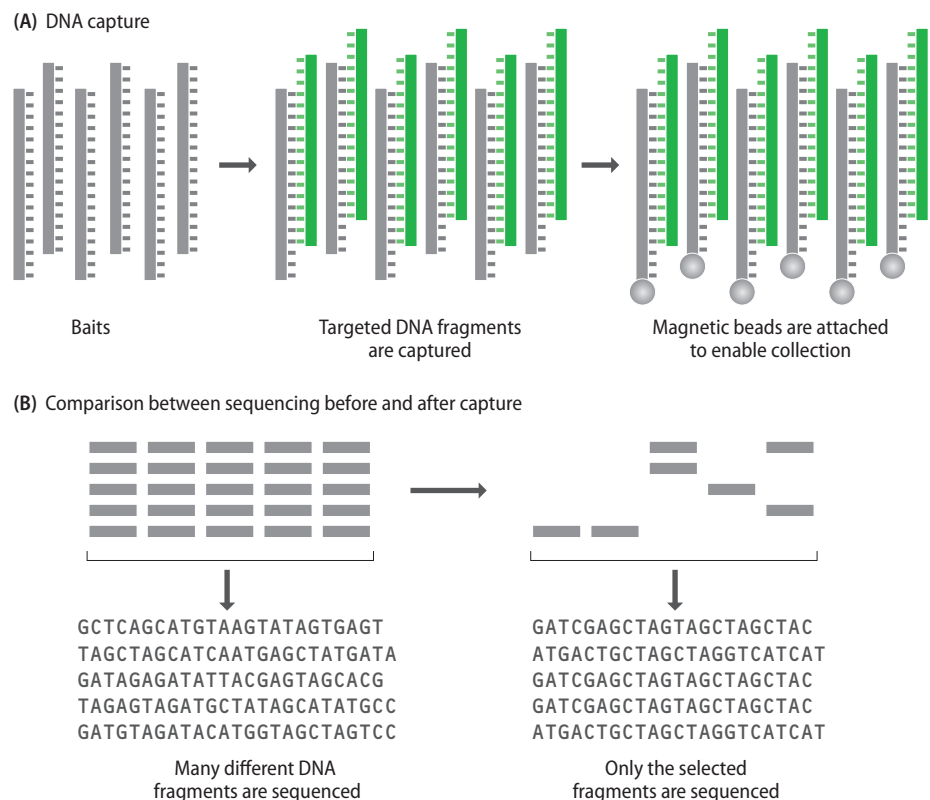 (A) DNA capture
Baits
Targeted DNA fragments
are captured
Magnetic beads are attached
to enable collection
(B) Comparison between sequencing before and after capture
GCTCAGCATGTAAGTATAGTGAGT
TAGCTAGCATCAATGAGCTATGATA
GATAGAGATATTACGAGTAGCACG
TAGAGTAGATGCTATAGCATATGCC
GATGTAGATACATGGTAGCTAGTCC
Many different DNA
fragments are sequenced
GATCGAGCTAGTAGCTAGCTAC
ATGACTGCTAGCTAGGTCATCAT
GATCGAGCTAGTAGCTAGCTAC
GATCGAGCTAGTAGCTAGCTAC
ATGACTGCTAGCTAGGTCATCAT
Only the selected
fragments are sequenced